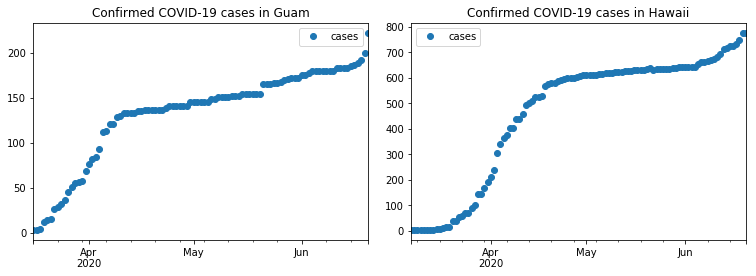 Confirmed COVID-19 cases in Guam
cases
200
150
100
50
0
Apr
2020
May
Jun
Confirmed COVID-19 cases in Hawaii
cases
800
700
600
500
400
300
200
100
0
Apr
2020
May
Jun